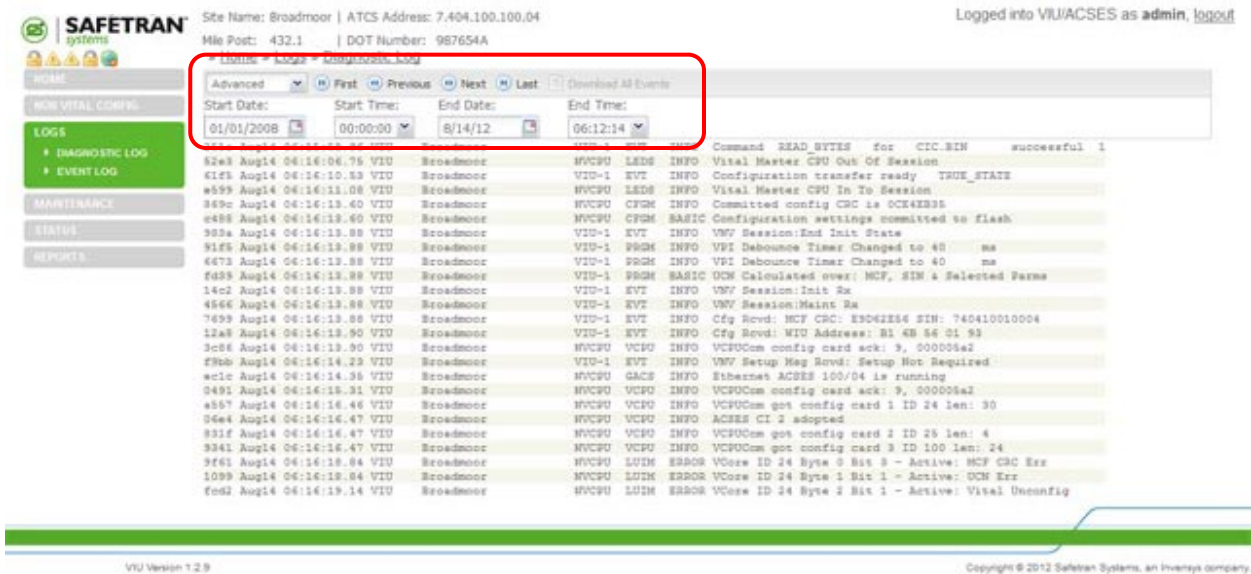 SAFETRAN
systems
Site Name: Broadmoor | ATCS Address: 7.404.100.100.04
Mile Post: 432.1 | DOT Number: 987654A
Logged into VIU/ACSES as admin, logout
» Home » Logs » Diagnostic Log
HOME
NON VITAL CONFIG
LOGS
DIAGNOSTIC LOG
EVENT LOG
MAINTENANCE
STATUS
REPORTS
Advanced First Previous Next Last Download All Events
Start Date: Start Time: End Date: End Time:
01/01/2008 00:00:00 8/14/12 06:12:14
VIU-1 EVT INFO Command READ_BYTES for CIC.BIN successful 1
52e3 Aug14 06:16:06.75 VIU Broadmoor NVCPU LEDS INFO Vital Master CPU Out Of Session
61f5 Aug14 06:16:10.53 VIU Broadmoor VIU-1 EVT INFO Configuration transfer ready TRUE_STATE
e599 Aug14 06:16:11.08 VIU Broadmoor NVCPU LEDS INFO Vital Master CPU In To Session
869c Aug14 06:16:13.60 VIU Broadmoor NVCPU CFGM INFO Committed config CRC is 0CE4EB35
c488 Aug14 06:16:13.60 VIU Broadmoor NVCPU CFGM BASIC Configuration settings committed to flash
983a Aug14 06:16:13.88 VIU Broadmoor VIU-1 EVT INFO VNV Session:End Init State
91f5 Aug14 06:16:13.88 VIU Broadmoor VIU-1 PRGM INFO VPI Debounce Timer Changed to 40 ms
6673 Aug14 06:16:13.88 VIU Broadmoor VIU-1 PRGM INFO VPI Debounce Timer Changed to 40 ms
fd39 Aug14 06:16:13.88 VIU Broadmoor VIU-1 PRGM BASIC UCN Calculated over: MCF, SIN & Selected Parms
14c2 Aug14 06:16:13.88 VIU Broadmoor VIU-1 EVT INFO VNV Session:Init Rx
4566 Aug14 06:16:13.88 VIU Broadmoor VIU-1 EVT INFO VNV Session:Maint Rx
7699 Aug14 06:16:13.88 VIU Broadmoor VIU-1 EVT INFO Cfg Rcvd: MCF CRC: E9D62E56 SIN: 740410010004
12a8 Aug14 06:16:13.90 VIU Broadmoor VIU-1 EVT INFO Cfg Rcvd: WIU Address: B1 6B 56 01 93
3c86 Aug14 06:16:13.90 VIU Broadmoor NVCPU VCPU INFO VCPUCom config card ack: 9, 000005a2
f9bb Aug14 06:16:14.23 VIU Broadmoor VIU-1 EVT INFO VNV Setup Msg Rcvd: Setup Not Required
ec1c Aug14 06:16:14.35 VIU Broadmoor NVCPU GACS INFO Ethernet ACSES 100/04 is running
0491 Aug14 06:16:15.31 VIU Broadmoor NVCPU VCPU INFO VCPUCom config card ack: 9, 000005a2
a557 Aug14 06:16:16.46 VIU Broadmoor NVCPU VCPU INFO VCPUCom got config card 1 ID 24 len: 30
06e4 Aug14 06:16:16.47 VIU Broadmoor NVCPU VCPU INFO ACSES CI 2 adopted
831f Aug14 06:16:16.47 VIU Broadmoor NVCPU VCPU INFO VCPUCom got config card 2 ID 25 len: 4
9341 Aug14 06:16:16.47 VIU Broadmoor NVCPU VCPU INFO VCPUCom got config card 3 ID 100 len: 24
9f61 Aug14 06:16:18.84 VIU Broadmoor NVCPU LUIM ERROR VCore ID 24 Byte 0 Bit 3 - Active: MCF CRC Err
1099 Aug14 06:16:18.84 VIU Broadmoor NVCPU LUIM ERROR VCore ID 24 Byte 1 Bit 1 - Active: UCN Err
fcd2 Aug14 06:16:19.14 VIU Broadmoor NVCPU LUIM ERROR VCore ID 24 Byte 2 Bit 1 - Active: Vital Unconfig
VIU Version 1.2.9
Copyright © 2012 Safetran Systems, an Invensys company.